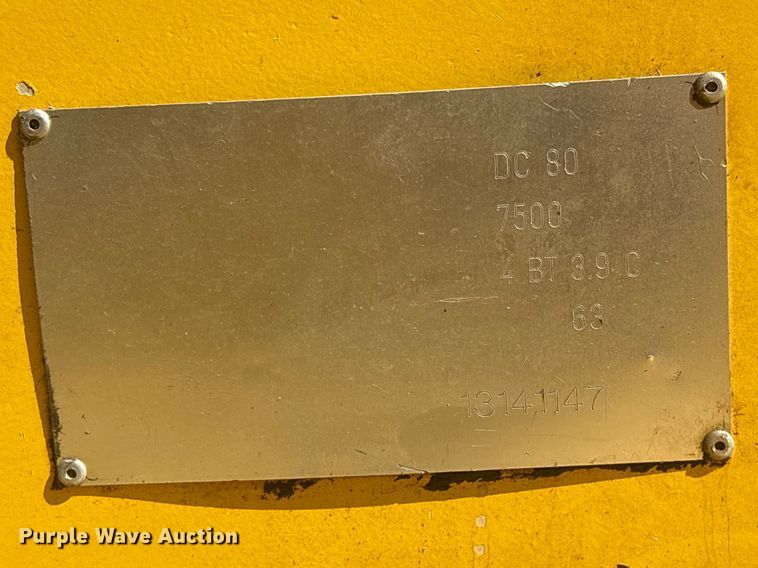 DC 80
7500
4 BT 3.9 C
63
13141147
Purple Wave Auction